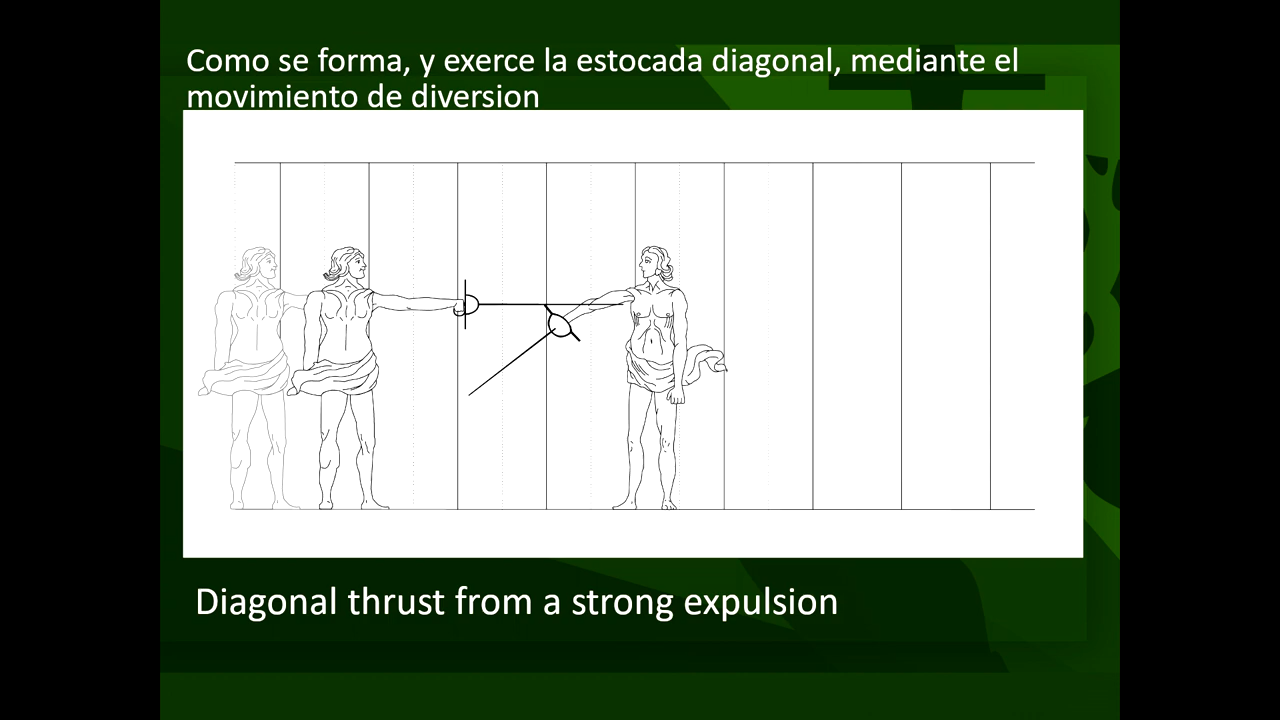 Como se forma, y exerce la estocada diagonal, mediante el
movimiento de diversion
Diagonal thrust from a strong expulsion